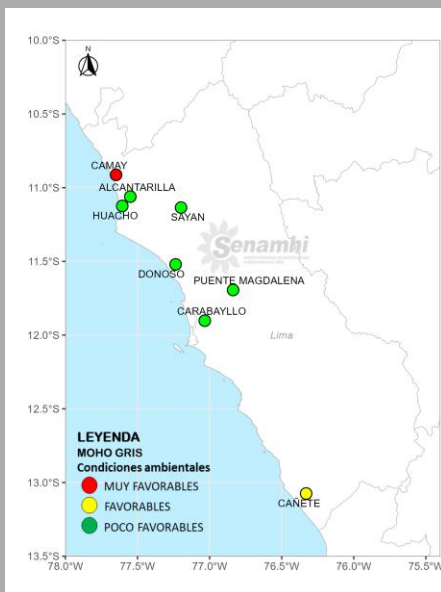 10.0°S
N
10.5°S
CAMAY
11.0°S
ALCANTARILLA
HUACHO
SAYAN
Senamhi
11.5°S
DONOSO
PUENTE MAGDALENA
CARABAYLLO
12.0°S
Lima
12.5°S
LEYENDA
MOHO GRIS
Condiciones ambientales
13.0°S
MUY FAVORABLES
FAVORABLES
CAÑETE
POCO FAVORABLES
13.5°S
78.0°W 77.5°W 77.0°W 76.5°W 76.0°W 75.5°W